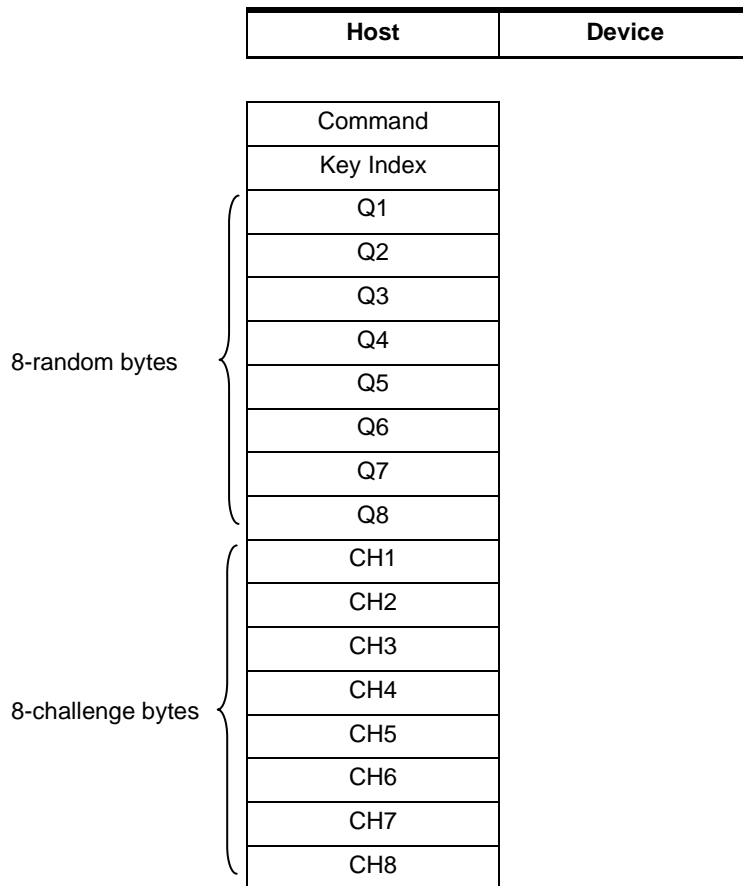 Host Device
Command
Key Index
Q1
Q2
Q3
Q4
8-random bytes
Q5
Q6
Q7
Q8
CH1
CH2
CH3
CH4
8-challenge bytes
CH5
CH6
CH7
CH8